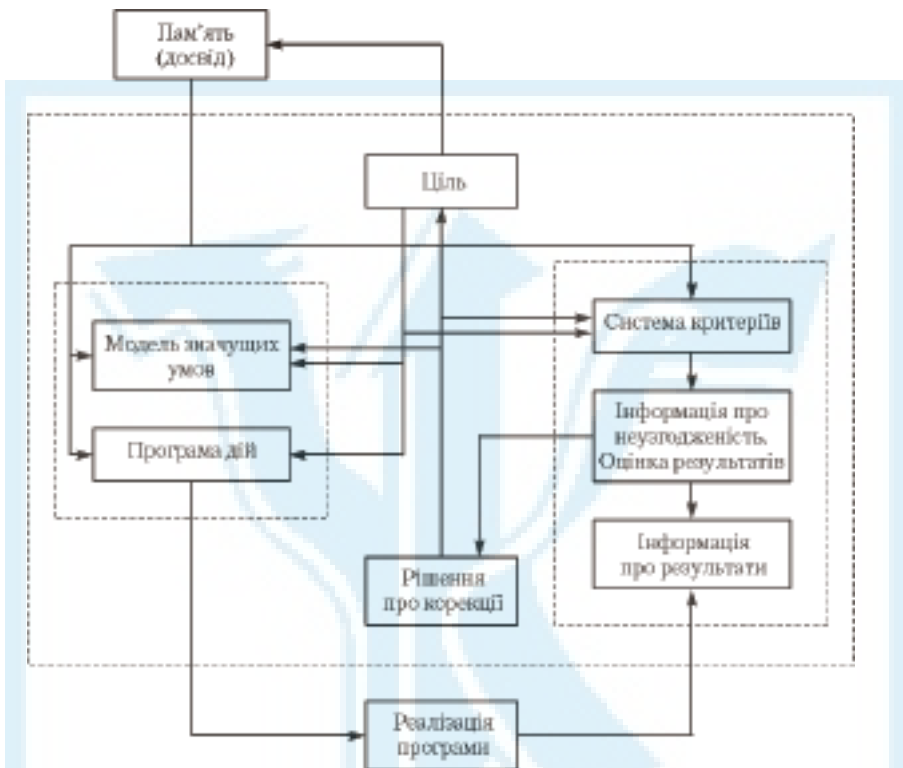 Пам’ять
(досвід)
Ціль
Система критеріїв
Модель значущих
умов
Інформація про
неузгодженість.
Оцінка результатів
Програма дій
Інформація
про результати
Рішення
про корекції
Реалізація
програми